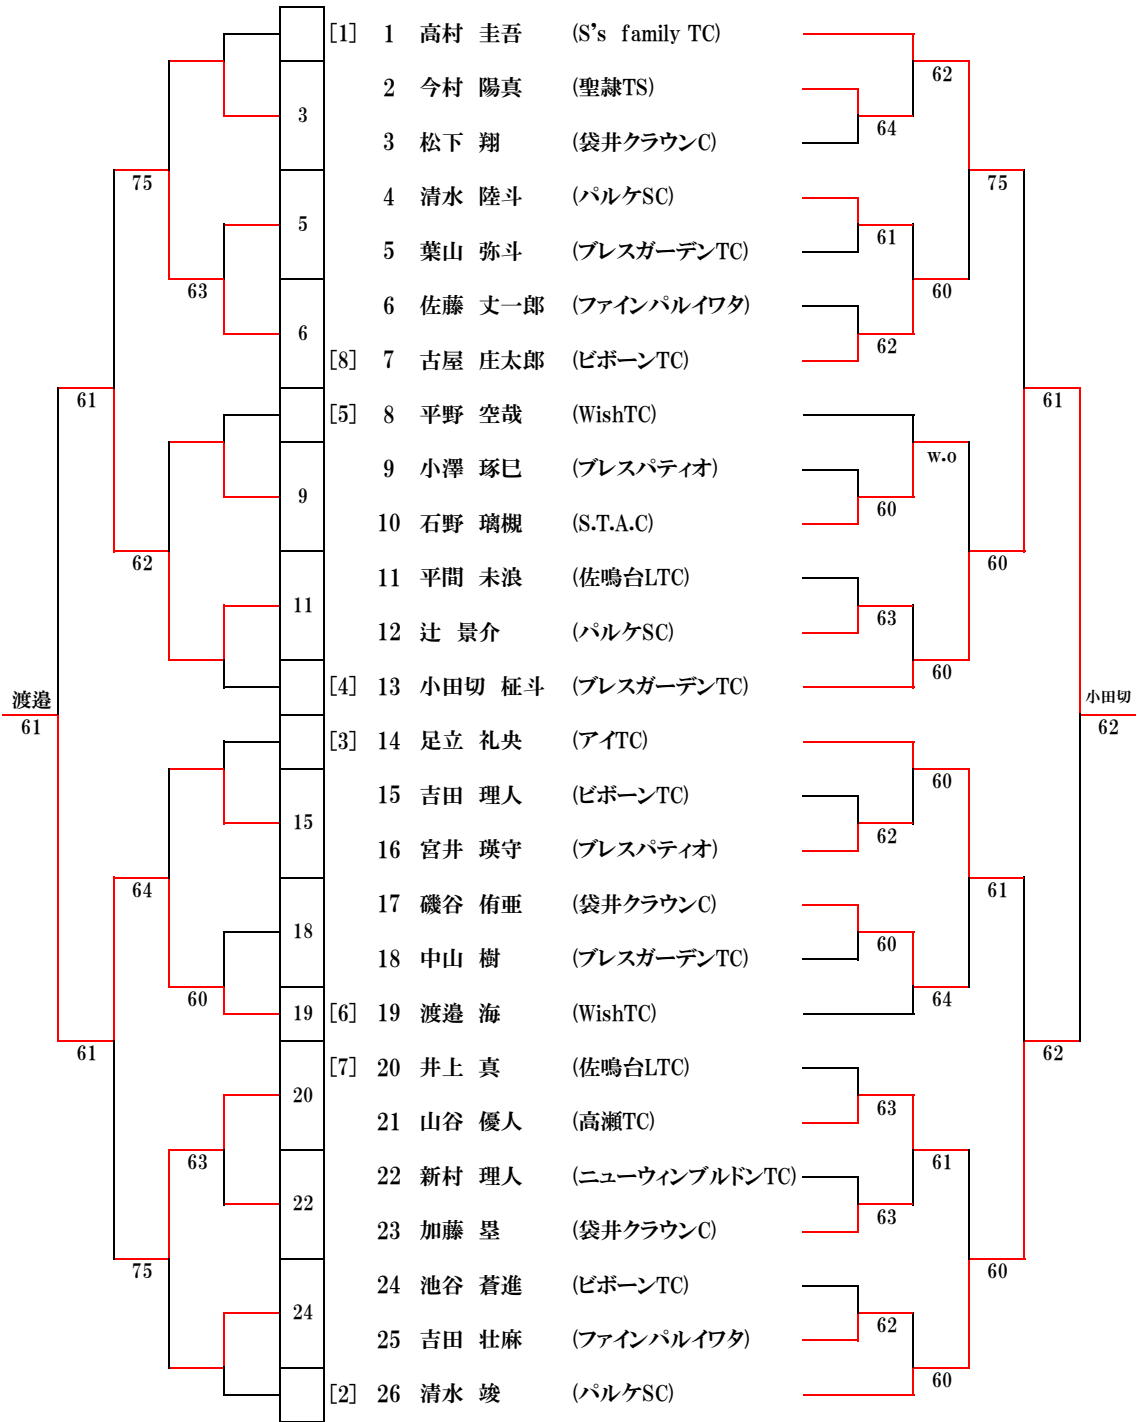 [1] 1 高村 圭吾 (S's family TC)
62
2 今村 陽真 (聖隷TS)
3
64
3 松下 翔 (袋井クラウンC)
75
75
4 清水 陸斗 (パルケSC)
5
61
5 葉山 弥斗 (ブレスガーデンTC)
63
60
6 佐藤 丈一郎 (ファインパルイワタ)
6
62
[8] 7 古屋 庄太郎 (ビボーンTC)
61
61
[5] 8 平野 空哉 (WishTC)
w.o
9 小澤 琢巳 (ブレスパティオ)
9
60
10 石野 璃槻 (S.T.A.C)
62
60
11 平間 未浪 (佐鳴台LTC)
11
63
12 辻 景介 (パルケSC)
60
[4] 13 小田切 柾斗 (ブレスガーデンTC)
渡邉
小田切
61
62
[3] 14 足立 礼央 (アイTC)
60
15 吉田 理人 (ビボーンTC)
15
62
16 宮井 瑛守 (ブレスパティオ)
64
61
17 磯谷 侑亜 (袋井クラウンC)
18
60
18 中山 樹 (ブレスガーデンTC)
60
64
19 [6] 19 渡邉 海 (WishTC)
61
62
[7] 20 井上 真 (佐鳴台LTC)
20
63
21 山谷 優人 (高瀬TC)
63
61
22 新村 理人 (ニューウィンブルドンTC)
22
63
23 加藤 塁 (袋井クラウンC)
75
60
24 池谷 蒼進 (ビボーンTC)
24
62
25 吉田 壮麻 (ファインパルイワタ)
60
[2] 26 清水 竣 (パルケSC)